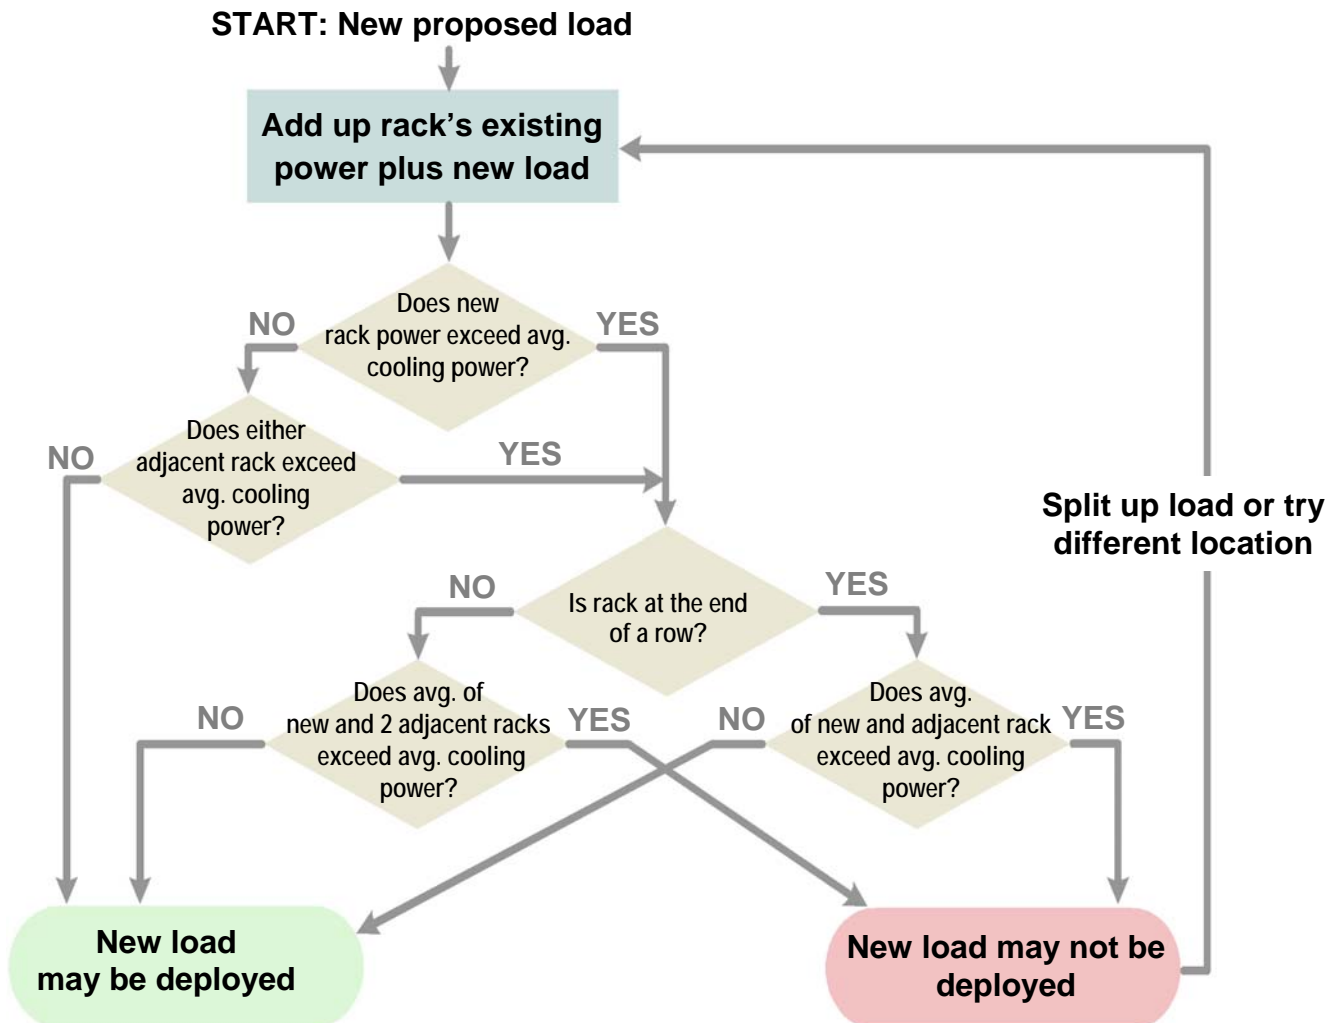 START: New proposed load
Add up rack’s existing
power plus new load
Does new
rack power exceed avg.
cooling power?
NO
YES
Does either
adjacent rack exceed
avg. cooling
power?
NO
YES
Split up load or try
different location
Is rack at the end
of a row?
NO
YES
Does avg. of
new and 2 adjacent racks
exceed avg. cooling
power?
NO
YES
Does avg.
of new and adjacent rack
exceed avg. cooling
power?
NO
YES
New load
may be deployed
New load may not be
deployed